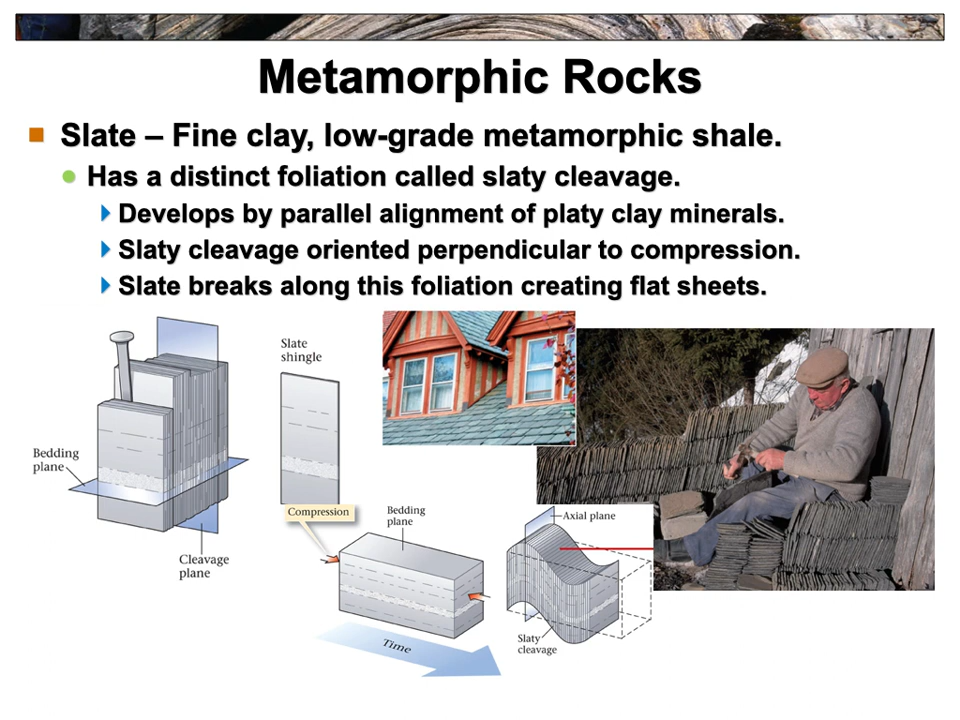 Metamorphic Rocks
Slate – Fine clay, low-grade metamorphic shale.
Has a distinct foliation called slaty cleavage.
Develops by parallel alignment of platy clay minerals.
Slaty cleavage oriented perpendicular to compression.
Slate breaks along this foliation creating flat sheets.
Slate
shingle
Bedding
plane
Cleavage
plane
Compression
Bedding
plane
Axial plane
Slaty
cleavage
Time